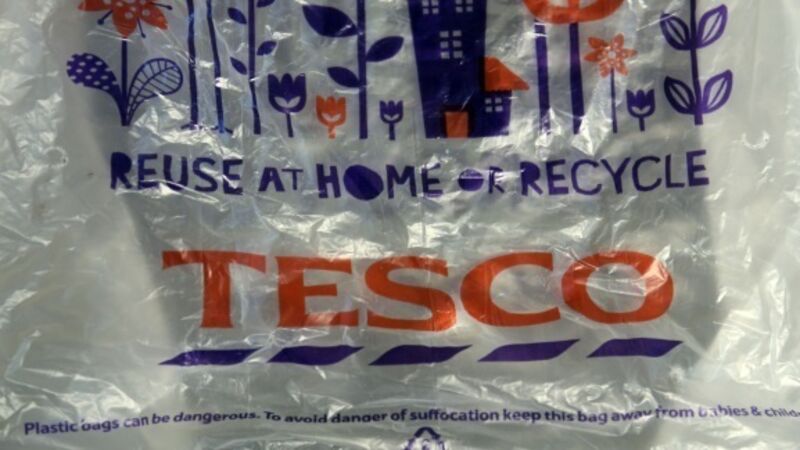 REUSE AT HOME OR RECYCLE
TESCO
Plastic bags can be dangerous. To avoid danger of suffocation keep this bag away from babies &